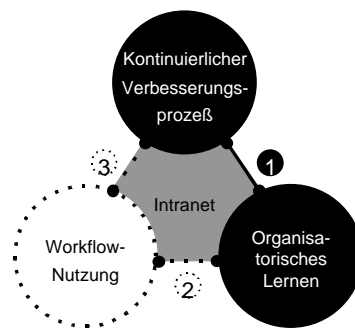 Kontinuierlicher
Verbesserungs-
prozeß
3
1
Intranet
Workflow-
Nutzung
Organisa-
torisches
Lernen
2